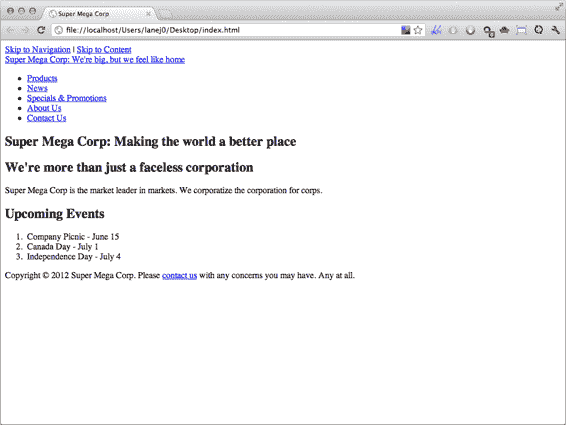 Super Mega Corp
file://localhost/Users/lanej0/Desktop/index.html
Skip to Navigation | Skip to Content
Super Mega Corp: We're big, but we feel like home
Products
News
Specials & Promotions
About Us
Contact Us
Super Mega Corp: Making the world a better place
We're more than just a faceless corporation
Super Mega Corp is the market leader in markets. We corporatize the corporation for corps.
Upcoming Events
1. Company Picnic - June 15
2. Canada Day - July 1
3. Independence Day - July 4
Copyright © 2012 Super Mega Corp. Please contact us with any concerns you may have. Any at all.